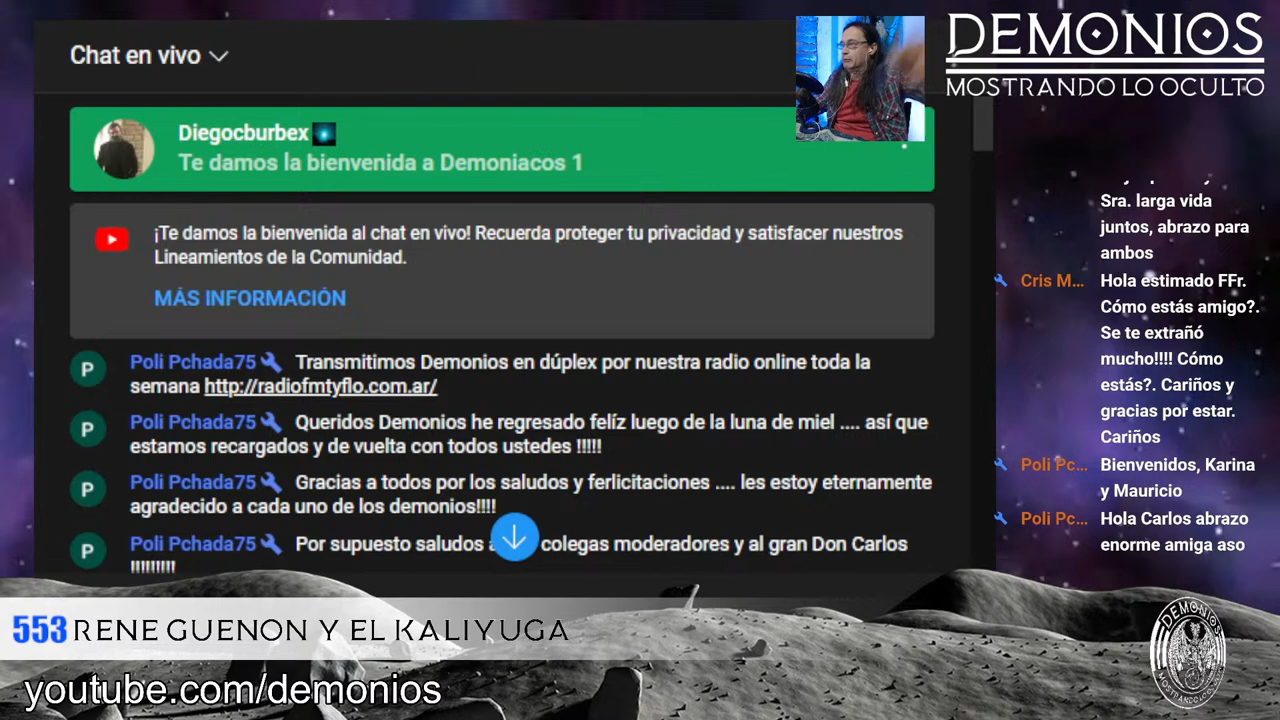 Chat en vivo
DEMONIOS
MOSTRANDO LO OCULTO
Diegocburbex
Te damos la bienvenida a Demoniacos 1
¡Te damos la bienvenida al chat en vivo! Recuerda proteger tu privacidad y satisfacer nuestros
Lineamientos de la Comunidad.
MÁS INFORMACIÓN
P
Poli Pchada75 Transmitimos Demonios en dúplex por nuestra radio online toda la
semana http://radiofmtyflo.com.ar/
P
Poli Pchada75 Queridos Demonios he regresado felíz luego de la luna de miel .... así que
estamos recargados y de vuelta con todos ustedes !!!!!
P
Poli Pchada75 Gracias a todos por los saludos y ferlicitaciones .... les estoy eternamente
agradecido a cada uno de los demonios!!!!
P
Poli Pchada75 Por supuesto saludos colegas moderadores y al gran Don Carlos
!!!!!!!!!
Sra. larga vida
juntos, abrazo para
ambos
Cris M... Hola estimado FFr.
Cómo estás amigo?.
Se te extrañó
mucho!!!! Cómo
estás?. Cariños y
gracias por estar.
Cariños
Poli Pc... Bienvenidos, Karina
y Mauricio
Poli Pc... Hola Carlos abrazo
enorme amiga aso
553 RENE GUENON Y EL KALIYUGA
youtube.com/demonios
DEMONIOS
MOSTRANDO LO OCULTO